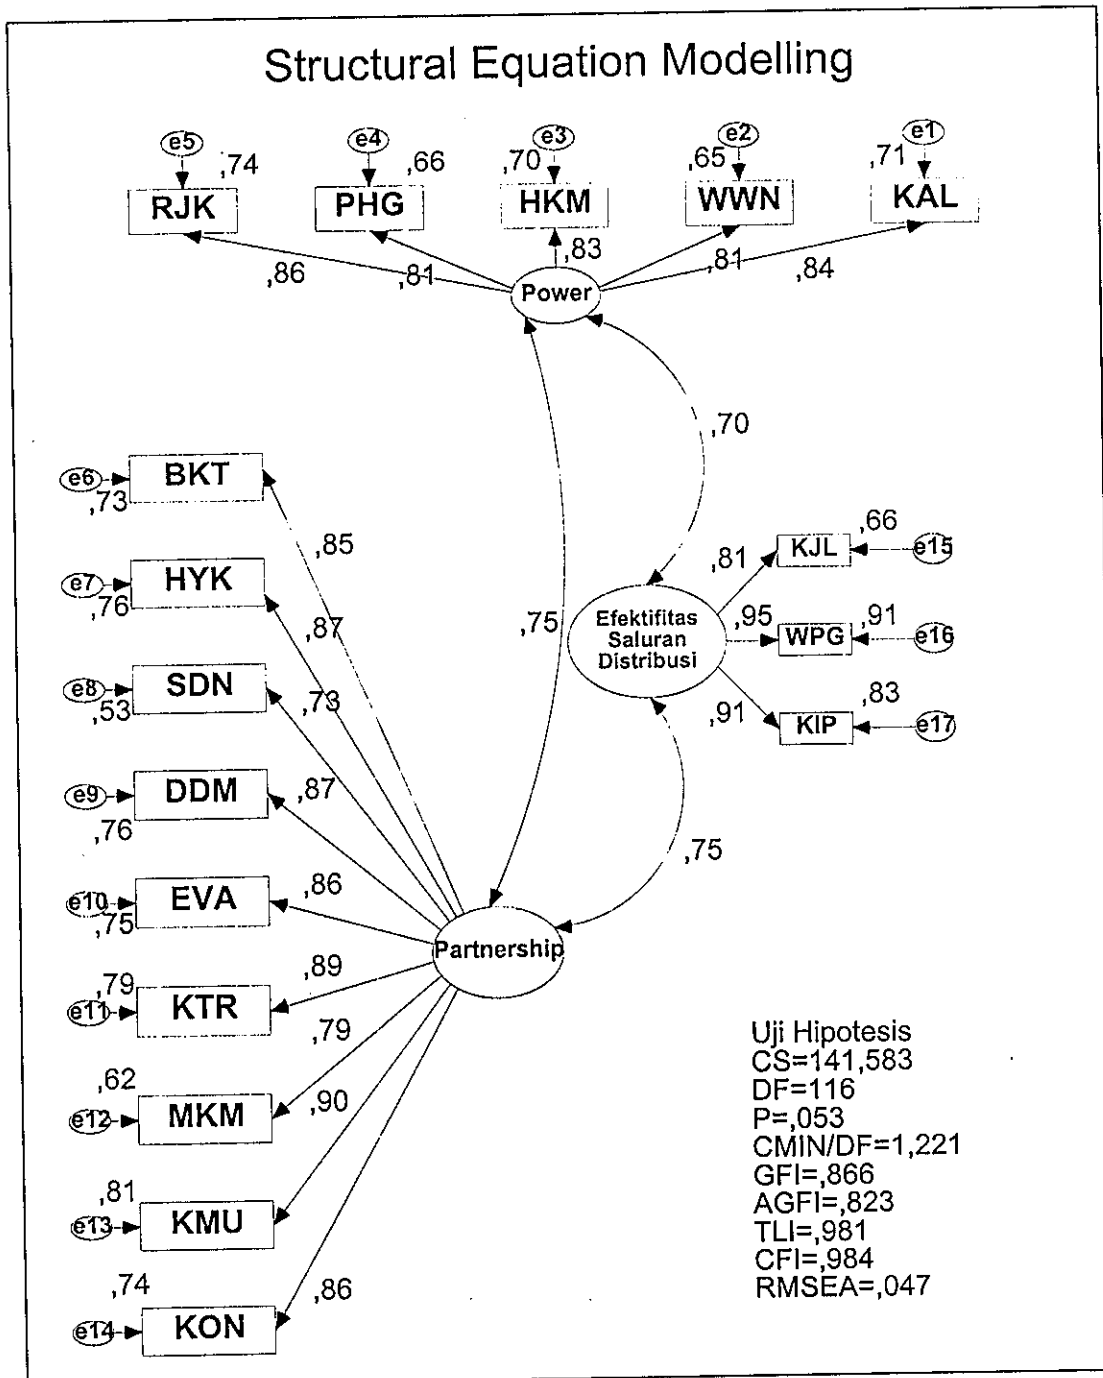 Structural Equation Modelling
e5
e4
e3
e2
e1
,74
,66
,70
,65
,71
RJK
PHG
HKM
WWN
KAL
,86
,81
,83
,81
,84
Power
,70
e6
BKT
,73
,85
e7
HYK
,76
,87
e8
SDN
,53
,73
e9
DDM
,76
,87
e10
EVA
,75
,86
e11
KTR
,79
,89
e12
MKM
,62
,79
e13
KMU
,81
,90
e14
KON
,74
,86
Partnership
,75
,75
Efektifitas
Saluran
Distribusi
,81
KJL
,66
e15
,95
WPG
,91
e16
,91
KIP
,83
e17
Uji Hipotesis
CS=141,583
DF=116
P=,053
CMIN/DF=1,221
GFI=,866
AGFI=,823
TLI=,981
CFI=,984
RMSEA=,047